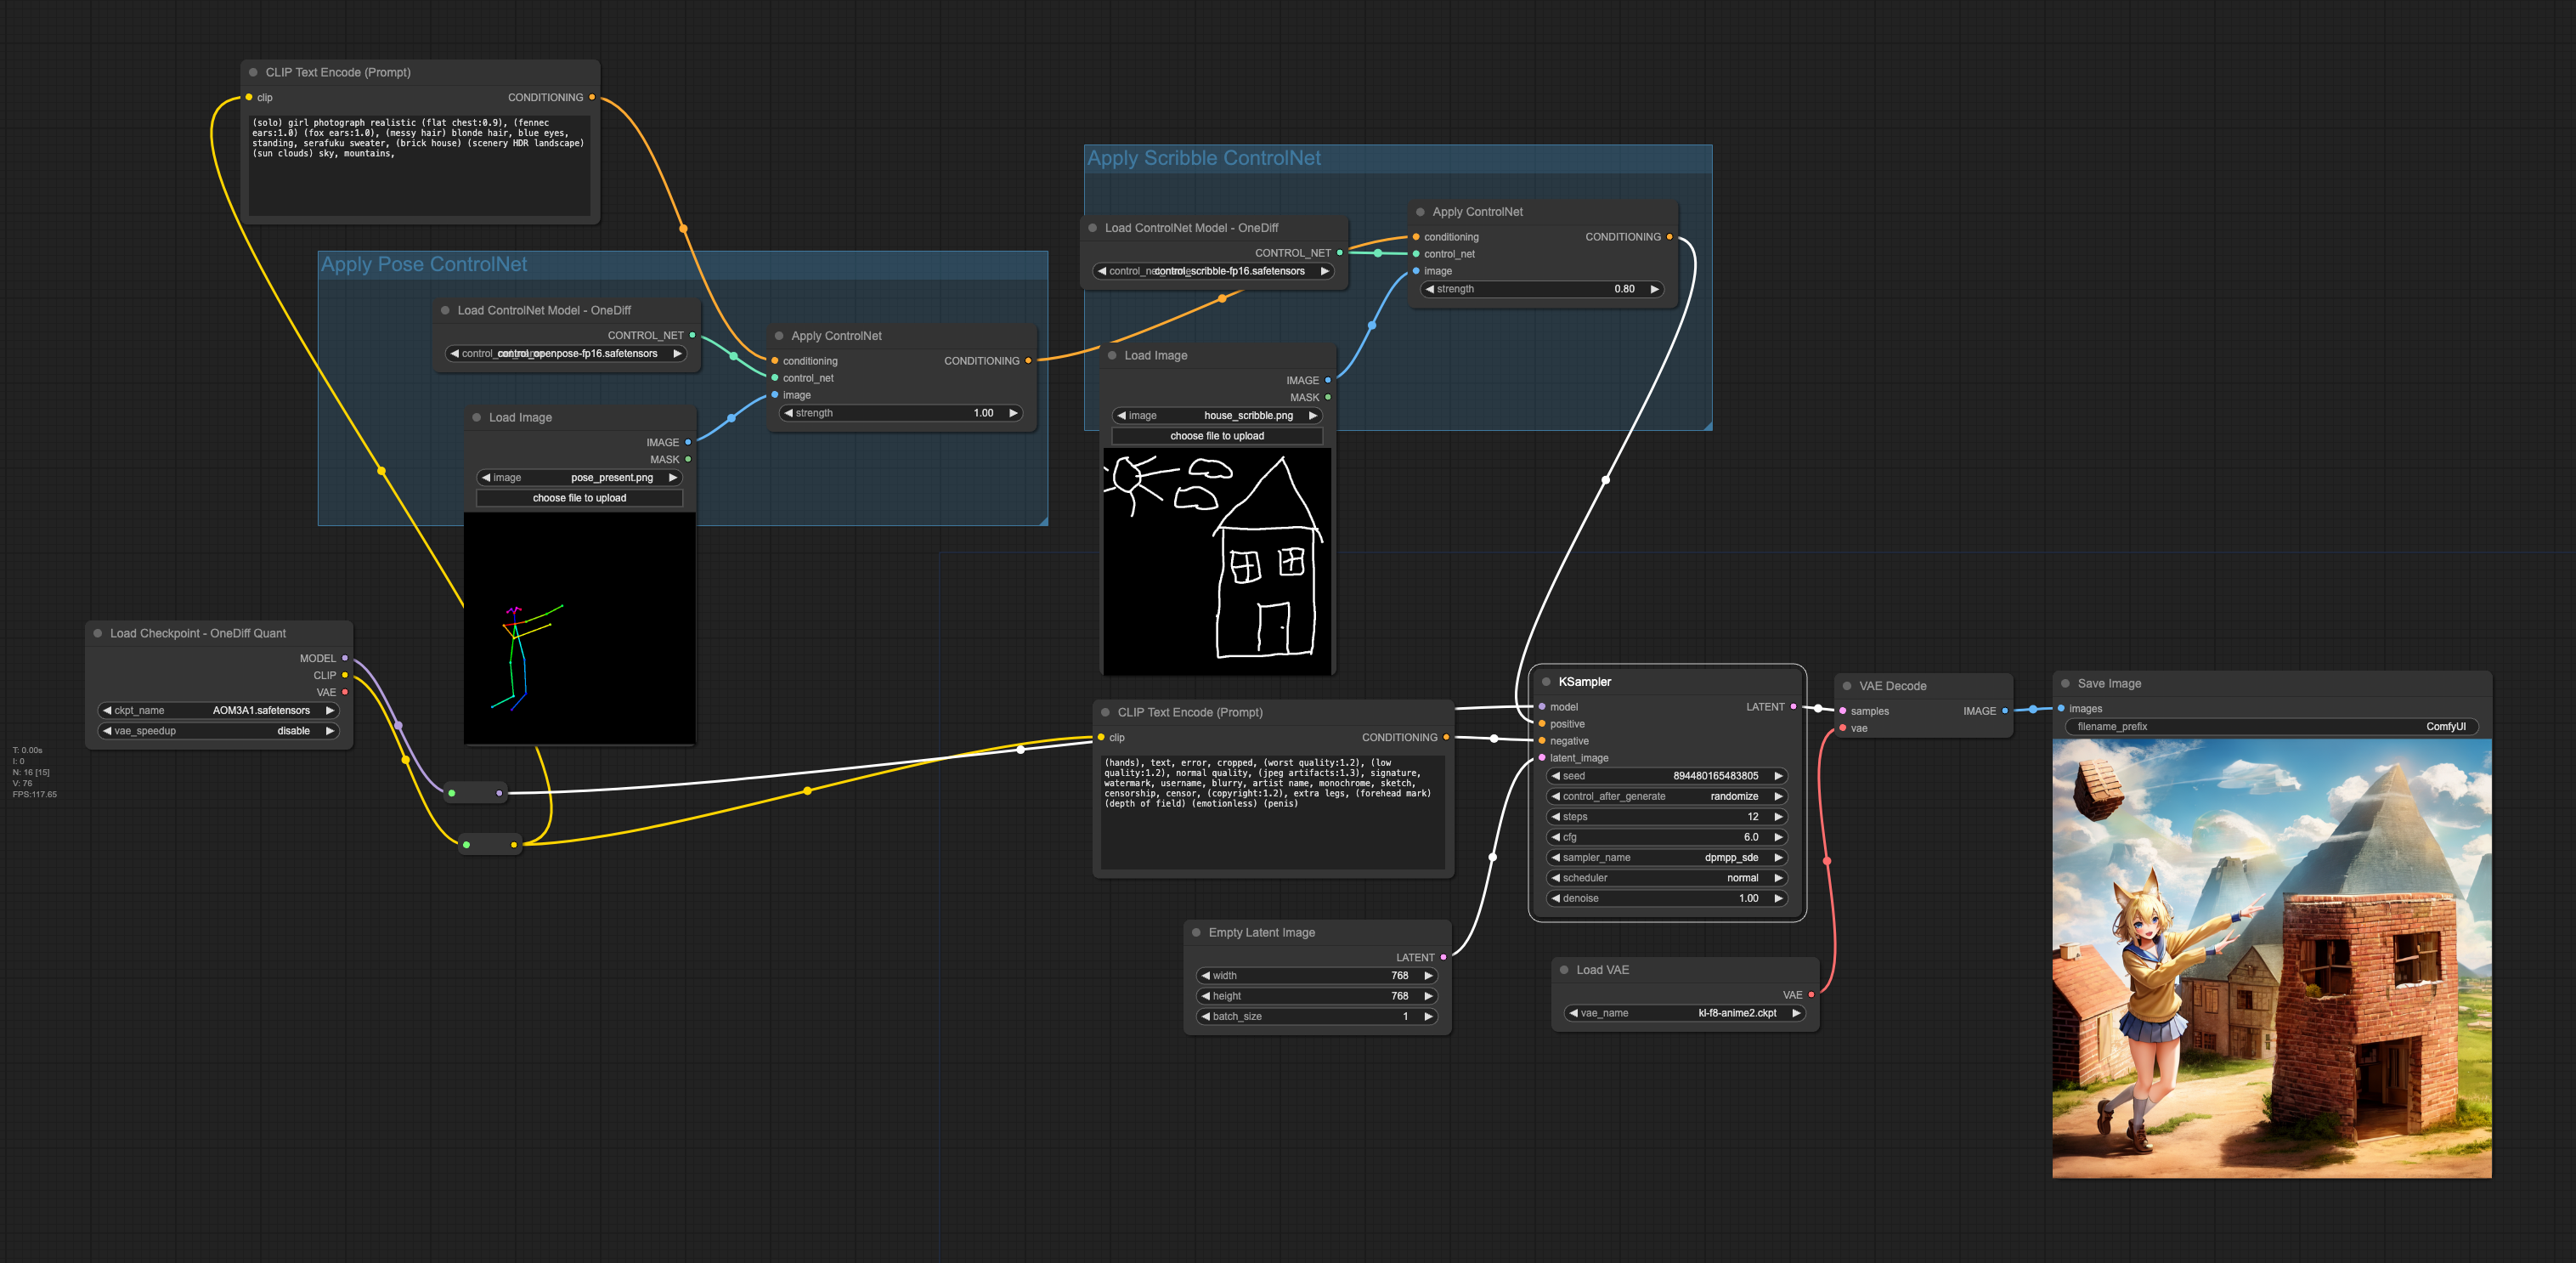 CLIP Text Encode (Prompt)
clip
CONDITIONING
(solo) girl photograph realistic (flat chest:0.9), (fennec
ears:1.0) (fox ears:1.0), (messy hair) blonde hair, blue eyes,
standing, serafuku sweater, (brick house) (scenery HDR landscape)
(sun clouds) sky, mountains,
Apply Pose ControlNet
Load ControlNet Model - OneDiff
CONTROL_NET
control_openpose-fp16.safetensors
Apply ControlNet
conditioning
CONDITIONING
control_net
image
strength
1.00
Load Image
IMAGE
MASK
image
pose_present.png
choose file to upload
Apply Scribble ControlNet
Load ControlNet Model - OneDiff
CONTROL_NET
control_scribble-fp16.safetensors
Apply ControlNet
conditioning
CONDITIONING
control_net
image
strength
0.80
Load Image
IMAGE
MASK
image
house_scribble.png
choose file to upload
Load Checkpoint - OneDiff Quant
MODEL
CLIP
VAE
ckpt_name
AOM3A1.safetensors
vae_speedup
disable
T: 0.00s
I: 0
N: 16 [15]
V: 76
FPS:117.65
CLIP Text Encode (Prompt)
clip
CONDITIONING
(hands), text, error, cropped, (worst quality:1.2), (low
quality:1.2), normal quality, (jpeg artifacts:1.3), signature,
watermark, username, blurry, artist name, monochrome, sketch,
censorship, censor, (copyright:1.2), extra legs, (forehead mark)
(depth of field) (emotionless) (penis)
Empty Latent Image
LATENT
width
768
height
768
batch_size
1
KSampler
model
LATENT
positive
negative
latent_image
seed
894480165483805
control_after_generate
randomize
steps
12
cfg
6.0
sampler_name
dpmpp_sde
scheduler
normal
denoise
1.00
Load VAE
VAE
vae_name
kl-f8-anime2.ckpt
VAE Decode
samples
IMAGE
vae
Save Image
images
filename_prefix
ComfyUI